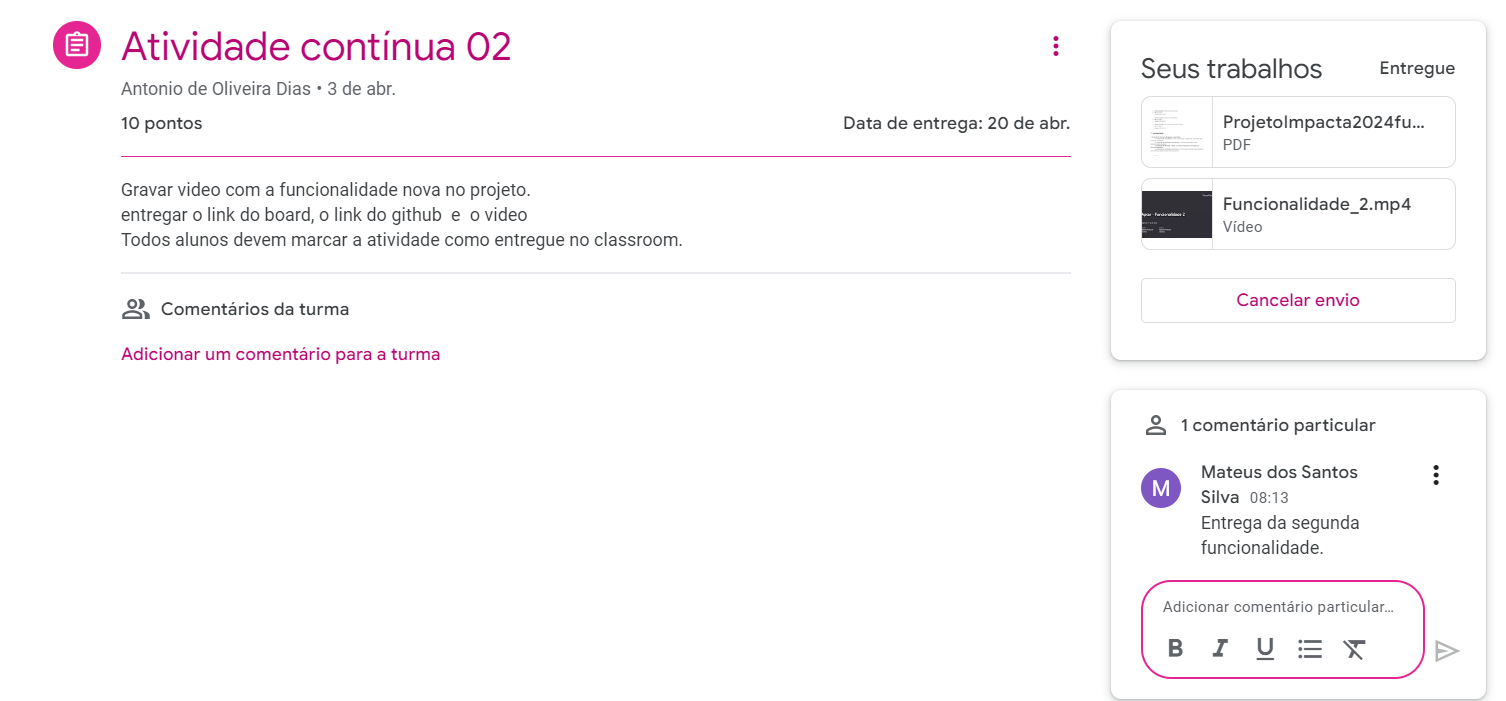 Atividade contínua 02
Antonio de Oliveira Dias • 3 de abr.
10 pontos
Data de entrega: 20 de abr.
Gravar video com a funcionalidade nova no projeto.
entregar o link do board, o link do github e o video
Todos alunos devem marcar a atividade como entregue no classroom.
Comentários da turma
Adicionar um comentário para a turma
Seus trabalhos
Entregue
ProjetoImpacta2024fu...
PDF
Funcionalidade_2.mp4
Vídeo
Cancelar envio
1 comentário particular
M
Mateus dos Santos
Silva 08:13
Entrega da segunda
funcionalidade.
Adicionar comentário particular...
B I U